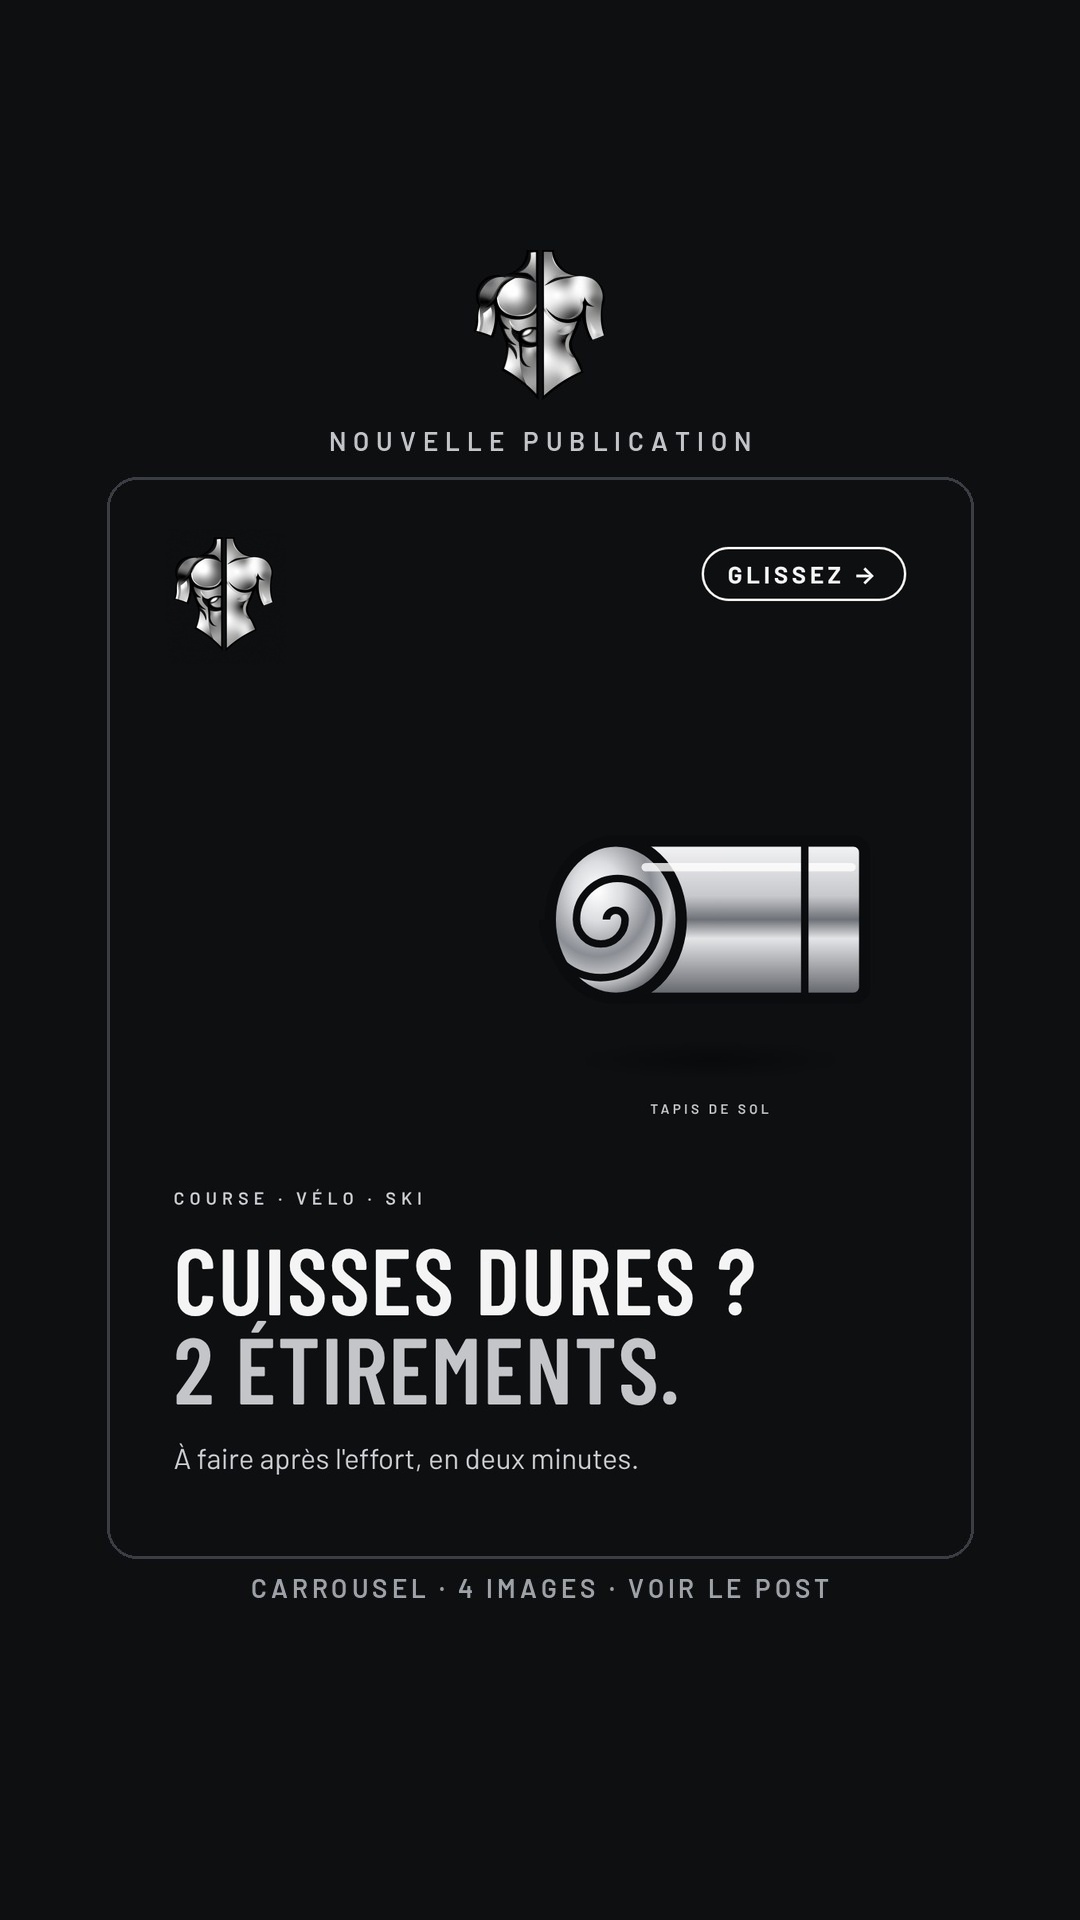 NOUVELLE PUBLICATION
GLISSEZ →
TAPIS DE SOL
COURSE · VÉLO · SKI
CUISSES DURES ?
2 ÉTIREMENTS.
À faire après l'effort, en deux minutes.
CARROUSEL · 4 IMAGES · VOIR LE POST